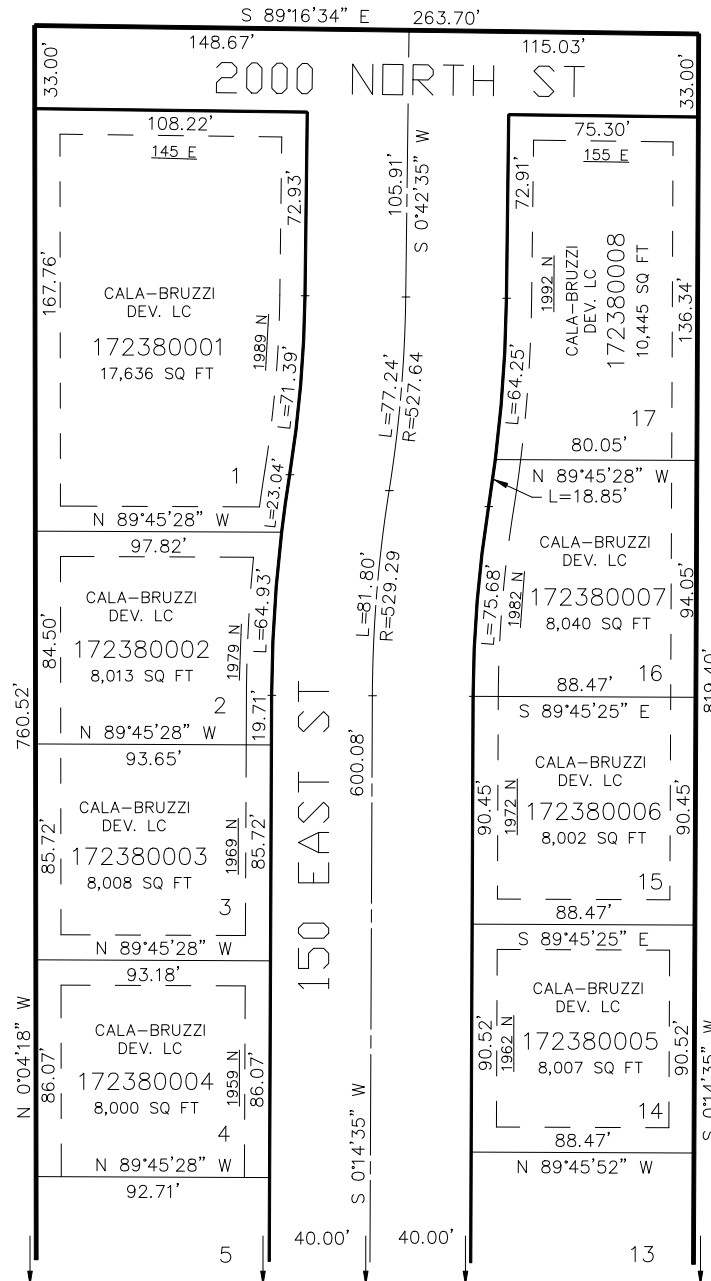 S 89°16'34" E 263.70'
148.67' 115.03'
33.00' 33.00'
2000 NORTH ST
108.22'
145 E
72.93'
167.76'
CALA-BRUZZI
DEV. LC
172380001
17,636 SQ FT
1989 N
L=71.39'
1
L=23.04'
N 89°45'28" W
97.82'
CALA-BRUZZI
DEV. LC
172380002
8,013 SQ FT
84.50'
1979 N
L=64.93'
2
19.71'
N 89°45'28" W
760.52'
93.65'
CALA-BRUZZI
DEV. LC
172380003
8,008 SQ FT
85.72'
1969 N
85.72'
3
N 89°45'28" W
93.18'
CALA-BRUZZI
DEV. LC
172380004
8,000 SQ FT
N 0°04'18" W
86.07'
1959 N
86.07'
4
N 89°45'28" W
92.71'
5
105.91'
S 0°42'35" W
L=77.24'
R=527.64
L=81.80'
R=529.29
600.08'
150 EAST ST
S 0°14'35" W
40.00' 40.00'
75.30'
155 E
72.91'
1992 N
CALA-BRUZZI
DEV. LC
172380008
10,445 SQ FT
136.34'
L=64.25'
17
80.05'
N 89°45'28" W
L=18.85'
CALA-BRUZZI
DEV. LC
172380007
8,040 SQ FT
94.05'
L=75.68'
1982 N
16
88.47'
S 89°45'25" E
819.40'
CALA-BRUZZI
DEV. LC
172380006
8,002 SQ FT
90.45'
1972 N
90.45'
15
88.47'
S 89°45'25" E
CALA-BRUZZI
DEV. LC
172380005
8,007 SQ FT
90.52'
1962 N
90.52'
S 0°14'35" W
14
88.47'
N 89°45'52" W
13